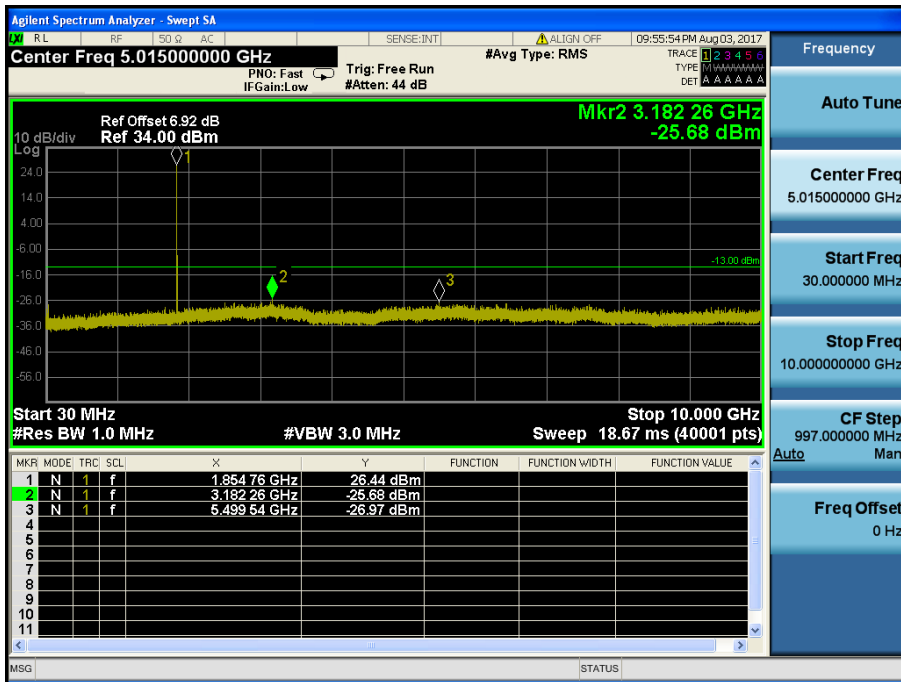 Agilent Spectrum Analyzer - Swept SA
LXI RL RF 50 Ω AC SENSE:INT ALIGN OFF 09:55:54 PM Aug 03, 2017
Center Freq 5.015000000 GHz #Avg Type: RMS TRACE 1 2 3 4 5 6
PNO: Fast Trig: Free Run TYPE M
IFGain:Low #Atten: 44 dB DET A A A A A A
Mkr2 3.182 26 GHz
Ref Offset 6.92 dB
10 dB/div Ref 34.00 dBm -25.68 dBm
Log
1
24.0
14.0
4.00
-6.00
-13.00 dBm
-16.0
2
3
-26.0
-36.0
-46.0
-56.0
Start 30 MHz Stop 10.000 GHz
#Res BW 1.0 MHz #VBW 3.0 MHz Sweep 18.67 ms (40001 pts)
MKR MODE TRC SCL X Y FUNCTION FUNCTION WIDTH FUNCTION VALUE
1 N 1 f 1.854 76 GHz 26.44 dBm
2 N 1 f 3.182 26 GHz -25.68 dBm
3 N 1 f 5.499 54 GHz -26.97 dBm
4
5
6
7
8
9
10
11
MSG STATUS
Frequency
Auto Tune
Center Freq
5.015000000 GHz
Start Freq
30.000000 MHz
Stop Freq
10.000000000 GHz
CF Step
997.000000 MHz
Auto Man
Freq Offset
0 Hz